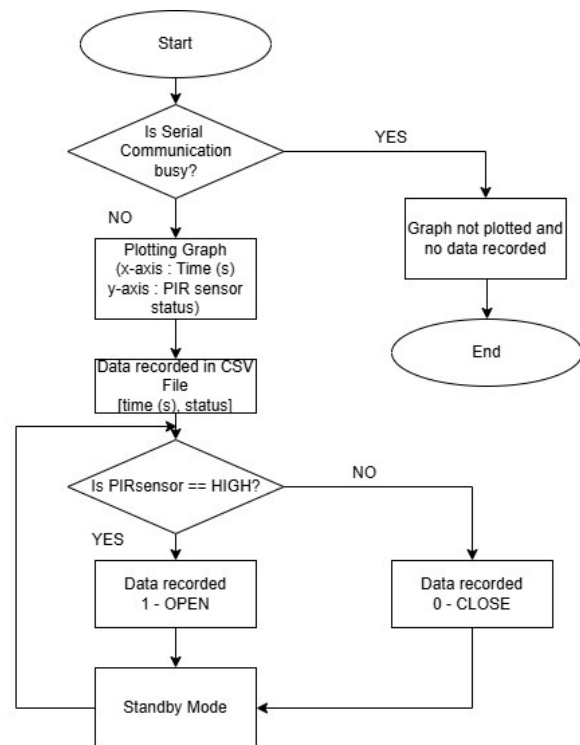 Start
Is Serial
Communication
busy?
YES
NO
Plotting Graph
(x-axis : Time (s)
y-axis : PIR sensor
status)
Graph not plotted and
no data recorded
End
Data recorded in CSV
File
[time (s), status]
Is PIRsensor == HIGH?
NO
YES
Data recorded
1 - OPEN
Data recorded
0 - CLOSE
Standby Mode